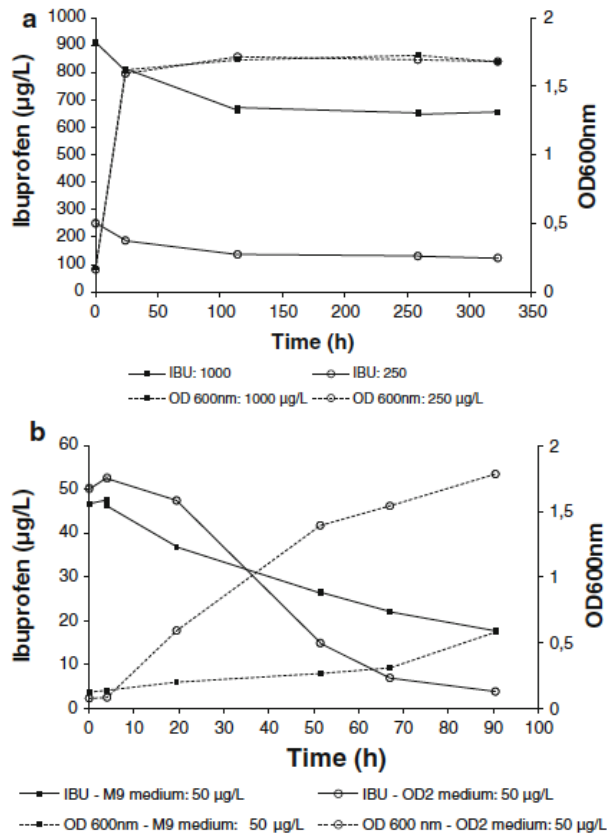 a
1000
900
800
700
600
500
400
300
200
100
0
Ibuprofen (µg/L)
2
1,5
1
0,5
0
OD600nm
0 50 100 150 200 250 300 350
Time (h)
IBU: 1000 IBU: 250
OD 600nm: 1000 µg/L OD 600nm: 250 µg/L
b
60
50
40
30
20
10
0
Ibuprofen (µg/L)
2
1,5
1
0,5
0
OD600nm
0 10 20 30 40 50 60 70 80 90 100
Time (h)
IBU - M9 medium: 50 µg/L IBU - OD2 medium: 50 µg/L
OD 600nm - M9 medium: 50 µg/L OD 600 nm - OD2 medium: 50 µg/L